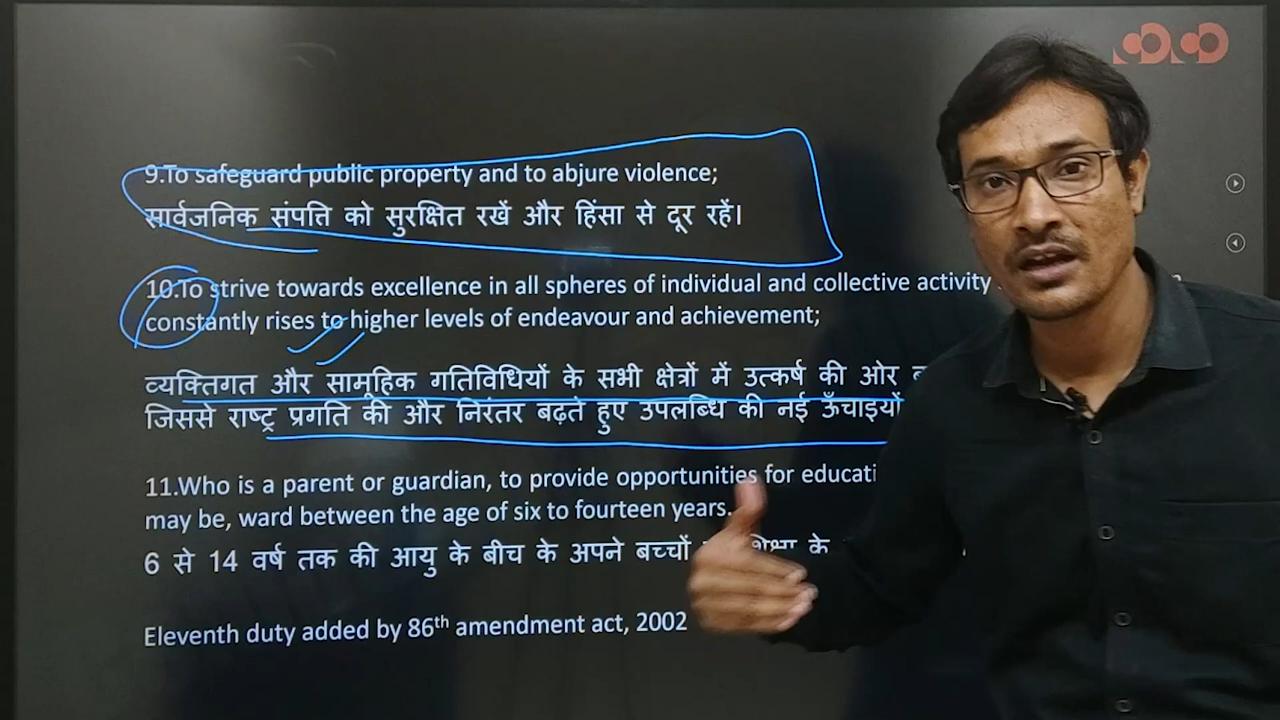 9.To safeguard public property and to abjure violence;
सार्वजनिक संपत्ति को सुरक्षित रखें और हिंसा से दूर रहें।
10.To strive towards excellence in all spheres of individual and collective activity
constantly rises to higher levels of endeavour and achievement;
व्यक्तिगत और सामूहिक गतिविधियों के सभी क्षेत्रों में उत्कर्ष की ओर
जिससे राष्ट्र प्रगति की और निरंतर बढ़ते हुए उपलब्धि की नई ऊँचाइयों
11.Who is a parent or guardian, to provide opportunities for educati
may be, ward between the age of six to fourteen years.
6 से 14 वर्ष तक की आयु के बीच के अपने बच्चों शिक्षा के
Eleventh duty added by 86th amendment act, 2002